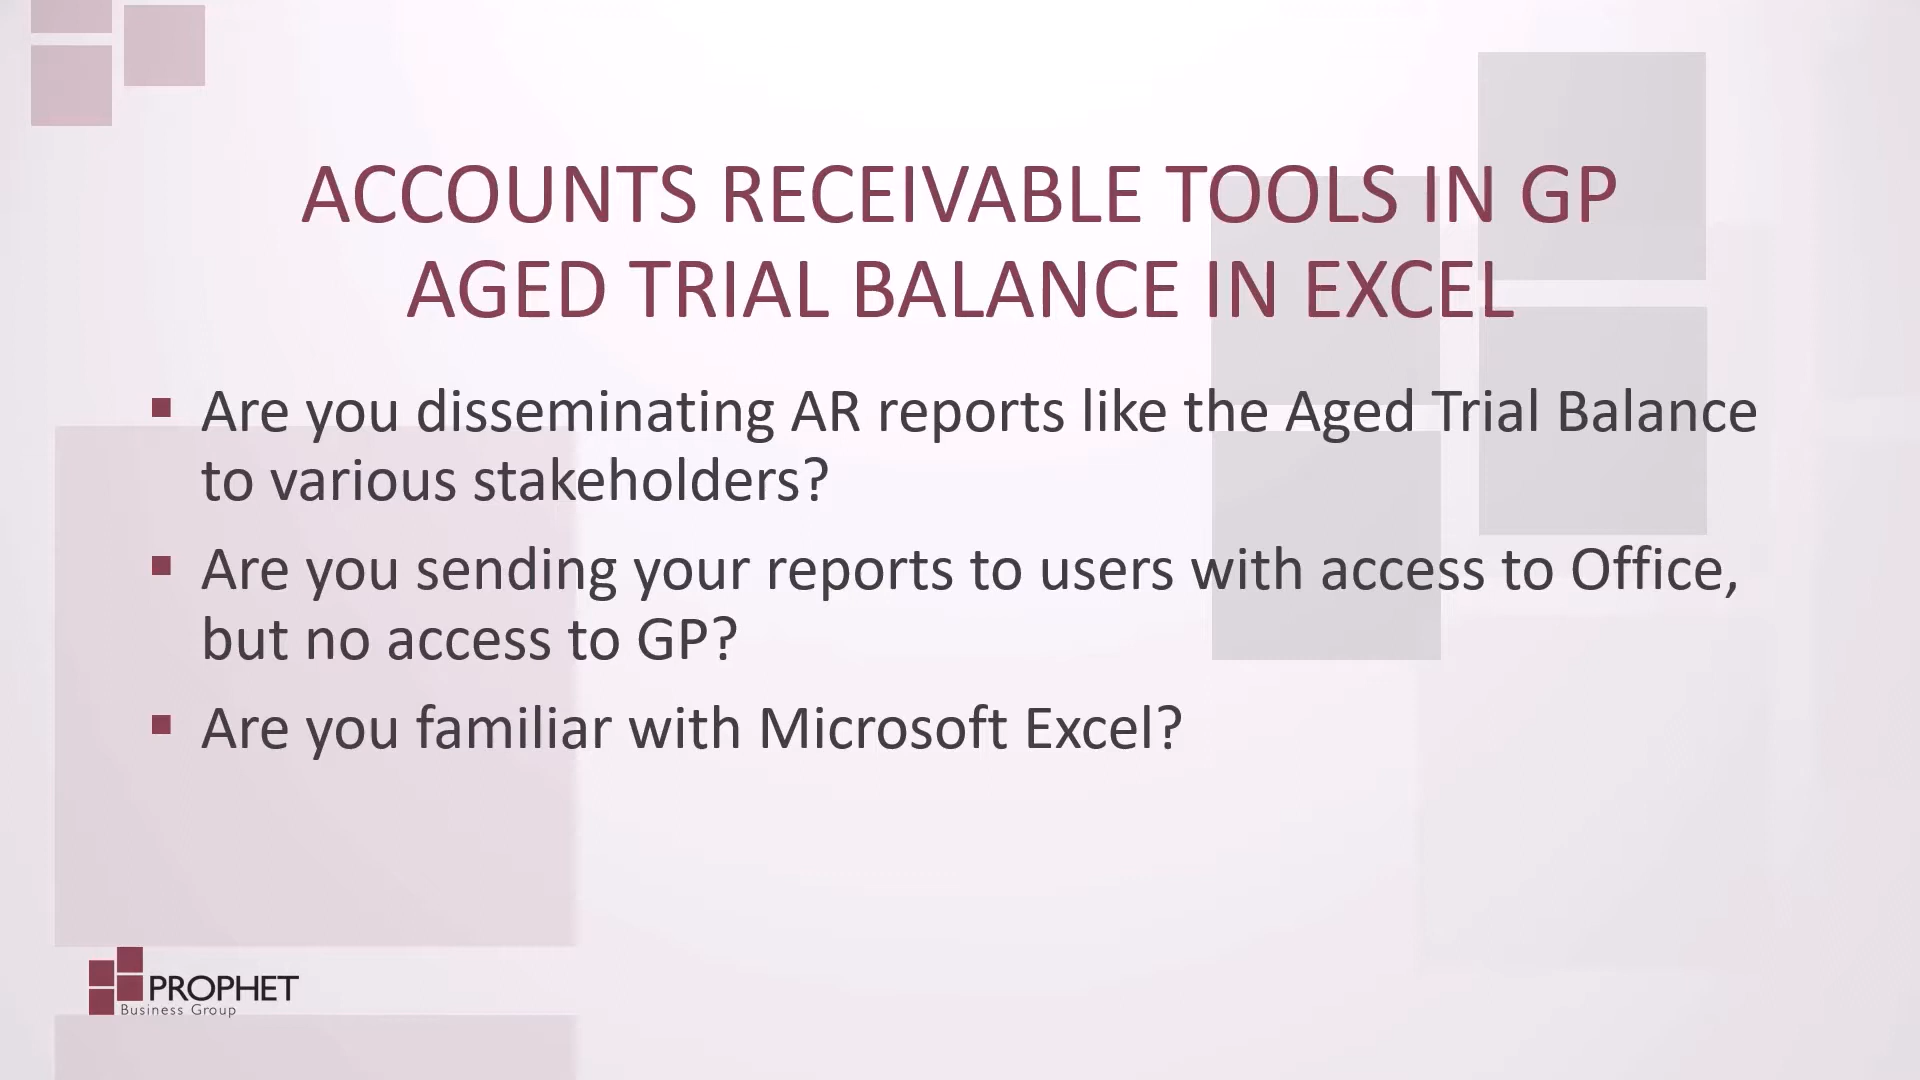 ACCOUNTS RECEIVABLE TOOLS IN GP
AGED TRIAL BALANCE IN EXCEL
Are you disseminating AR reports like the Aged Trial Balance
to various stakeholders?
Are you sending your reports to users with access to Office,
but no access to GP?
Are you familiar with Microsoft Excel?
PROPHET
Business Group